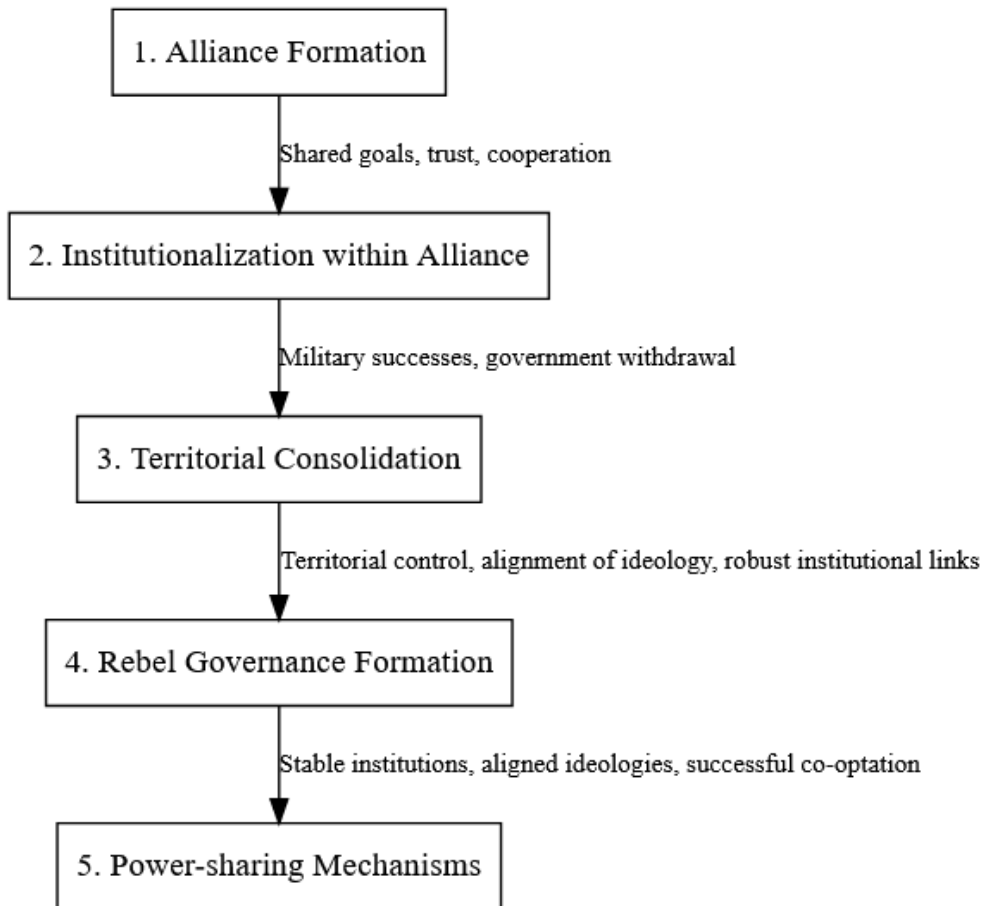 1. Alliance Formation
Shared goals, trust, cooperation
2. Institutionalization within Alliance
Military successes, government withdrawal
3. Territorial Consolidation
Territorial control, alignment of ideology, robust institutional links
4. Rebel Governance Formation
Stable institutions, aligned ideologies, successful co-optation
5. Power-sharing Mechanisms